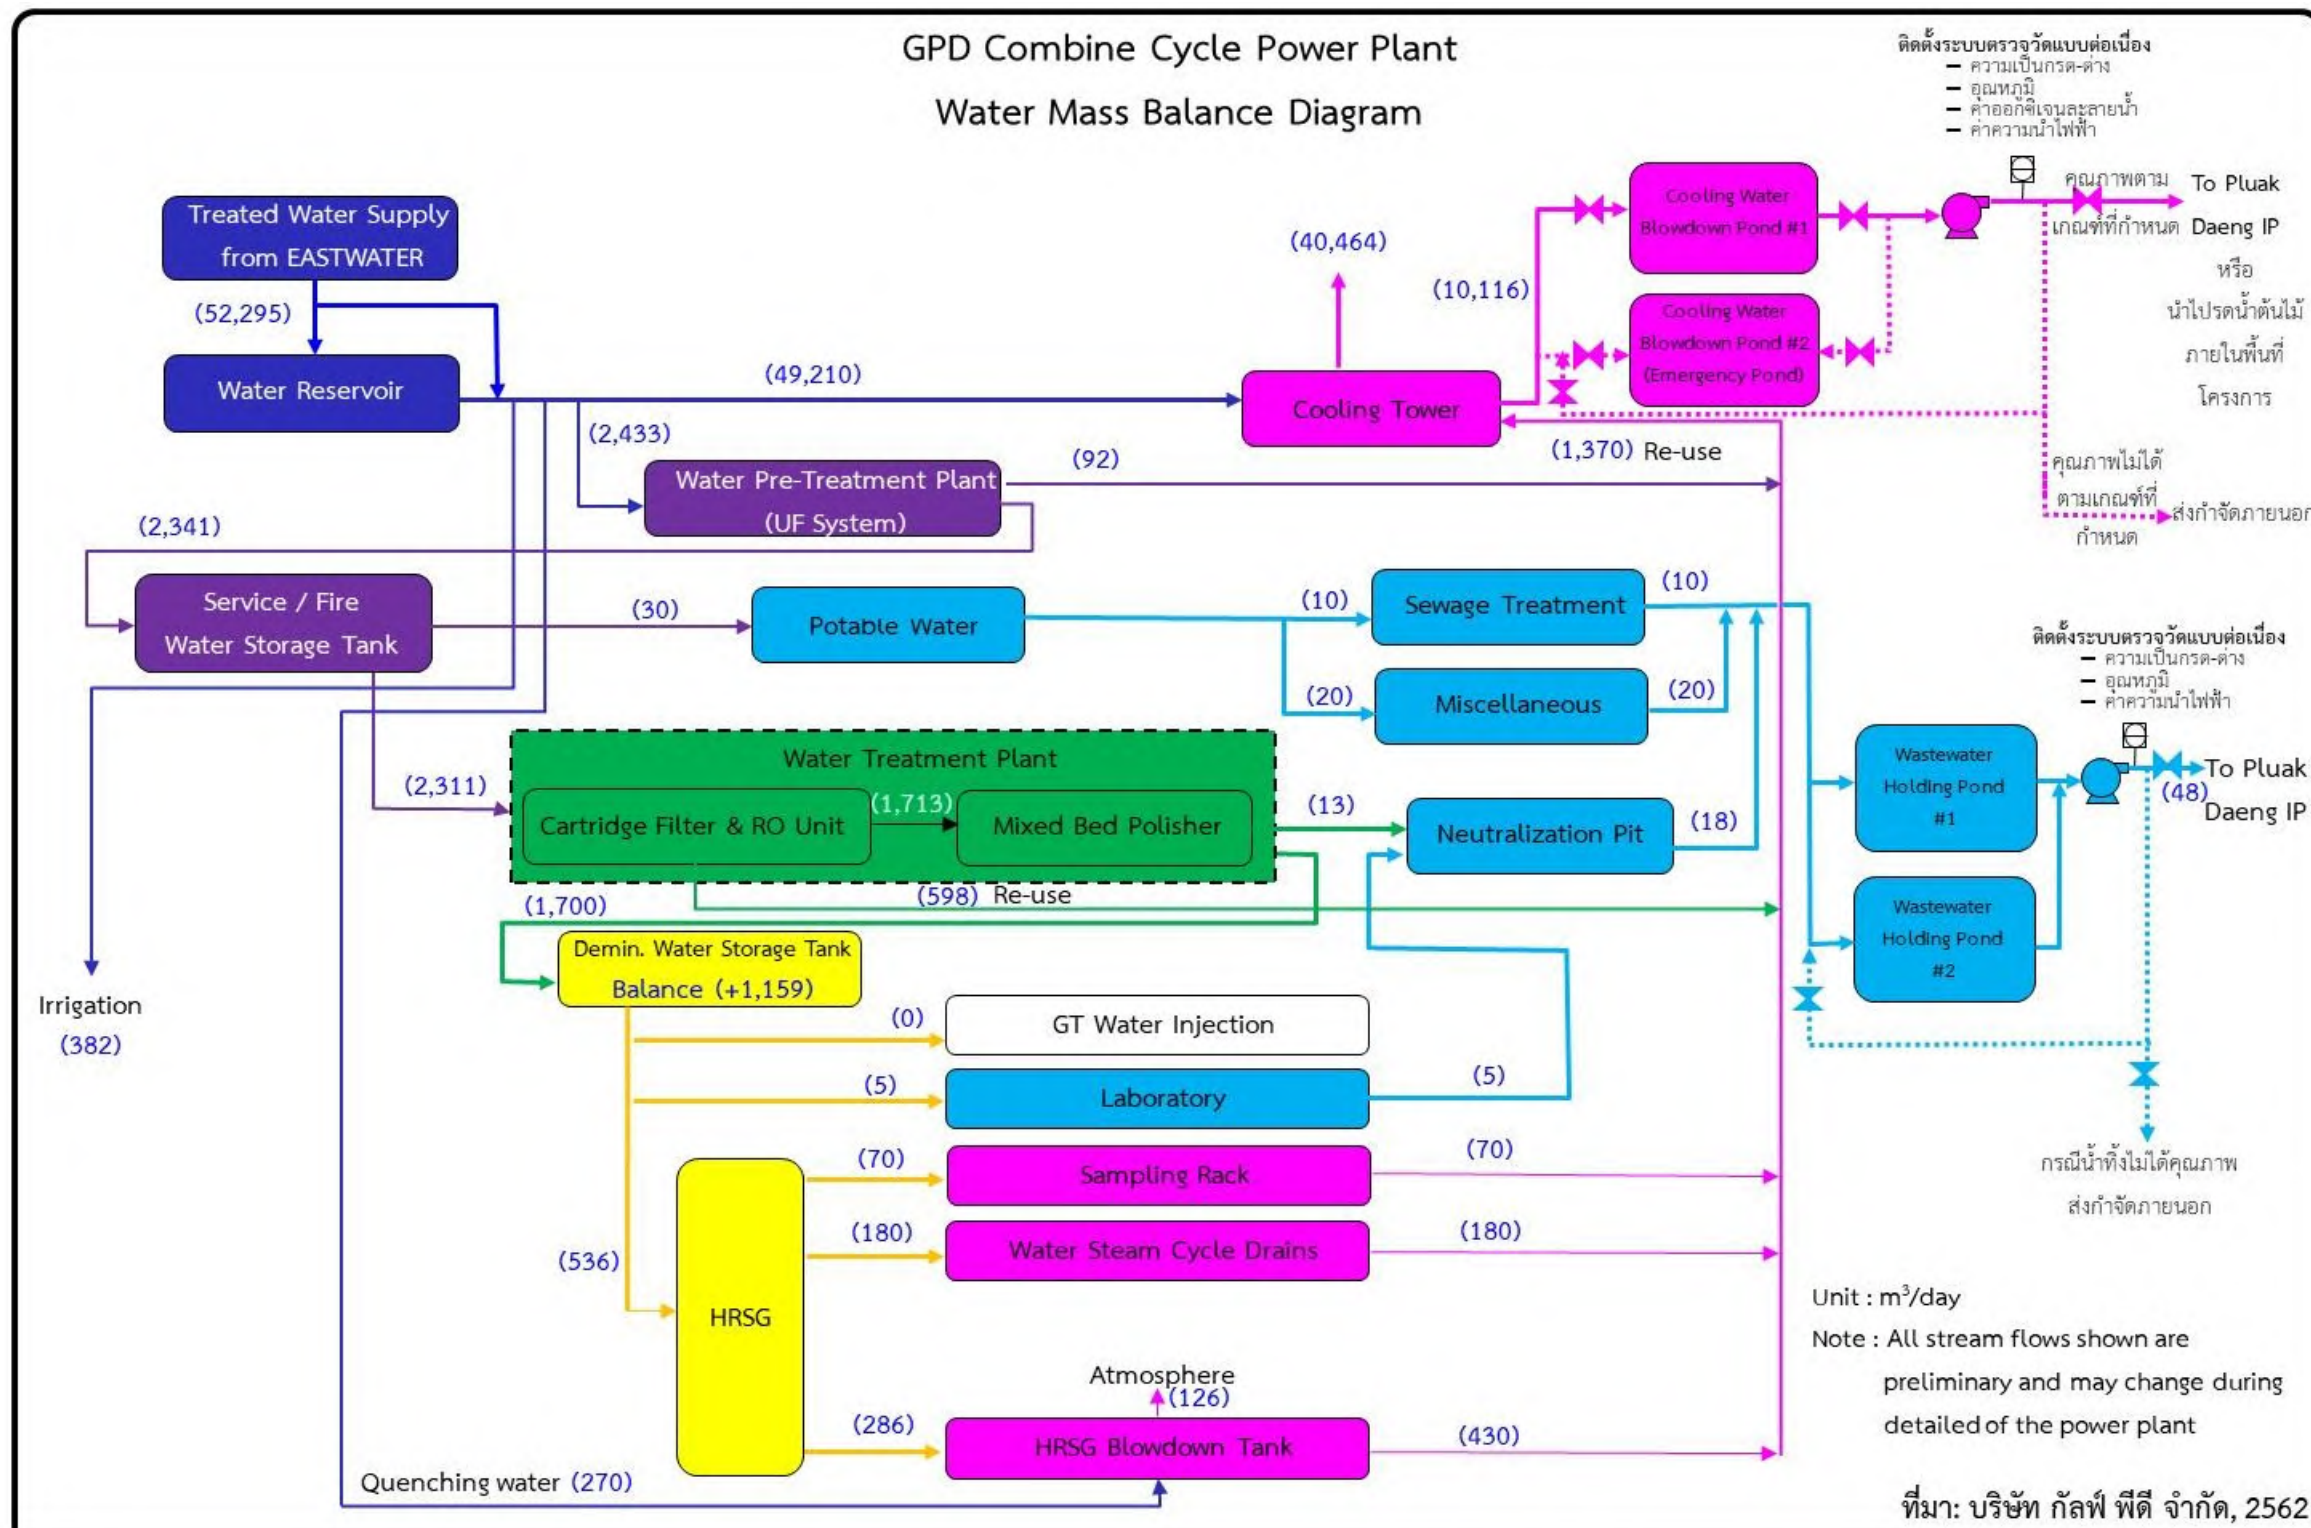 GPD Combine Cycle Power Plant
Water Mass Balance Diagram
ติดตั้งระบบตรวจวัดแบบต่อเนื่อง
– ความเป็นกรด-ด่าง
– อุณหภูมิ
– ค่าออกซิเจนละลายน้ำ
– ค่าความนำไฟฟ้า
Treated Water Supply
from EASTWATER
(52,295)
Water Reservoir
(49,210)
(40,464)
Cooling Tower
(10,116)
Cooling Water
Blowdown Pond #1
Cooling Water
Blowdown Pond #2
(Emergency Pond)
คุณภาพตาม
เกณฑ์ที่กำหนด
To Pluak
Daeng IP
หรือ
นำไปรดน้ำต้นไม้
ภายในพื้นที่
โครงการ
(2,433)
Water Pre-Treatment Plant
(UF System)
(92)
(1,370) Re-use
คุณภาพไม่ได้
ตามเกณฑ์ที่
กำหนด
ส่งกำจัดภายนอก
(2,341)
Service / Fire
Water Storage Tank
(30)
Potable Water
(10)
Sewage Treatment
(10)
(20)
Miscellaneous
(20)
ติดตั้งระบบตรวจวัดแบบต่อเนื่อง
– ความเป็นกรด-ด่าง
– อุณหภูมิ
– ค่าความนำไฟฟ้า
Water Treatment Plant
(2,311)
Cartridge Filter & RO Unit
(1,713)
Mixed Bed Polisher
(13)
Neutralization Pit
(18)
Wastewater
Holding Pond
#1
Wastewater
Holding Pond
#2
To Pluak
(48)
Daeng IP
(598) Re-use
(1,700)
Demin. Water Storage Tank
Balance (+1,159)
Irrigation
(382)
(0)
GT Water Injection
(5)
Laboratory
(5)
(70)
Sampling Rack
(70)
(180)
Water Steam Cycle Drains
(180)
(536)
HRSG
กรณีน้ำทิ้งไม่ได้คุณภาพ
ส่งกำจัดภายนอก
Atmosphere
(126)
(286)
HRSG Blowdown Tank
(430)
Quenching water (270)
Unit : m³/day
Note : All stream flows shown are
preliminary and may change during
detailed of the power plant
ที่มา: บริษัท กัลฟ์ พีดี จำกัด, 2562